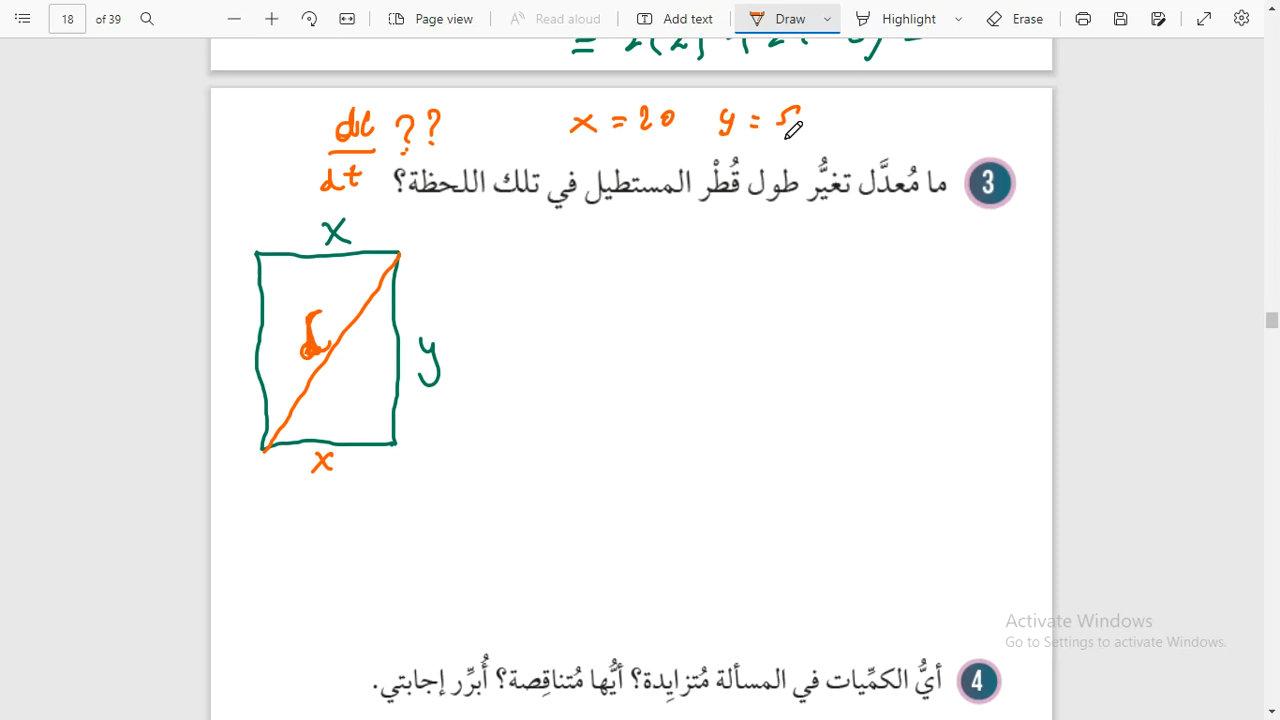 18 of 39 Page view Read aloud Add text Draw Highlight Erase
dt ?? x = 20 y = 5
dt
3 ما مُعدَّل تغيُّر طول قُطْر المستطيل في تلك اللحظة؟
x
y
x
Activate Windows
Go to Settings to activate Windows.
4 أيُّ الكمِّيات في المسألة مُتزايِدة؟ أيُّها مُتناقِصة؟ أُبرِّر إجابتي.